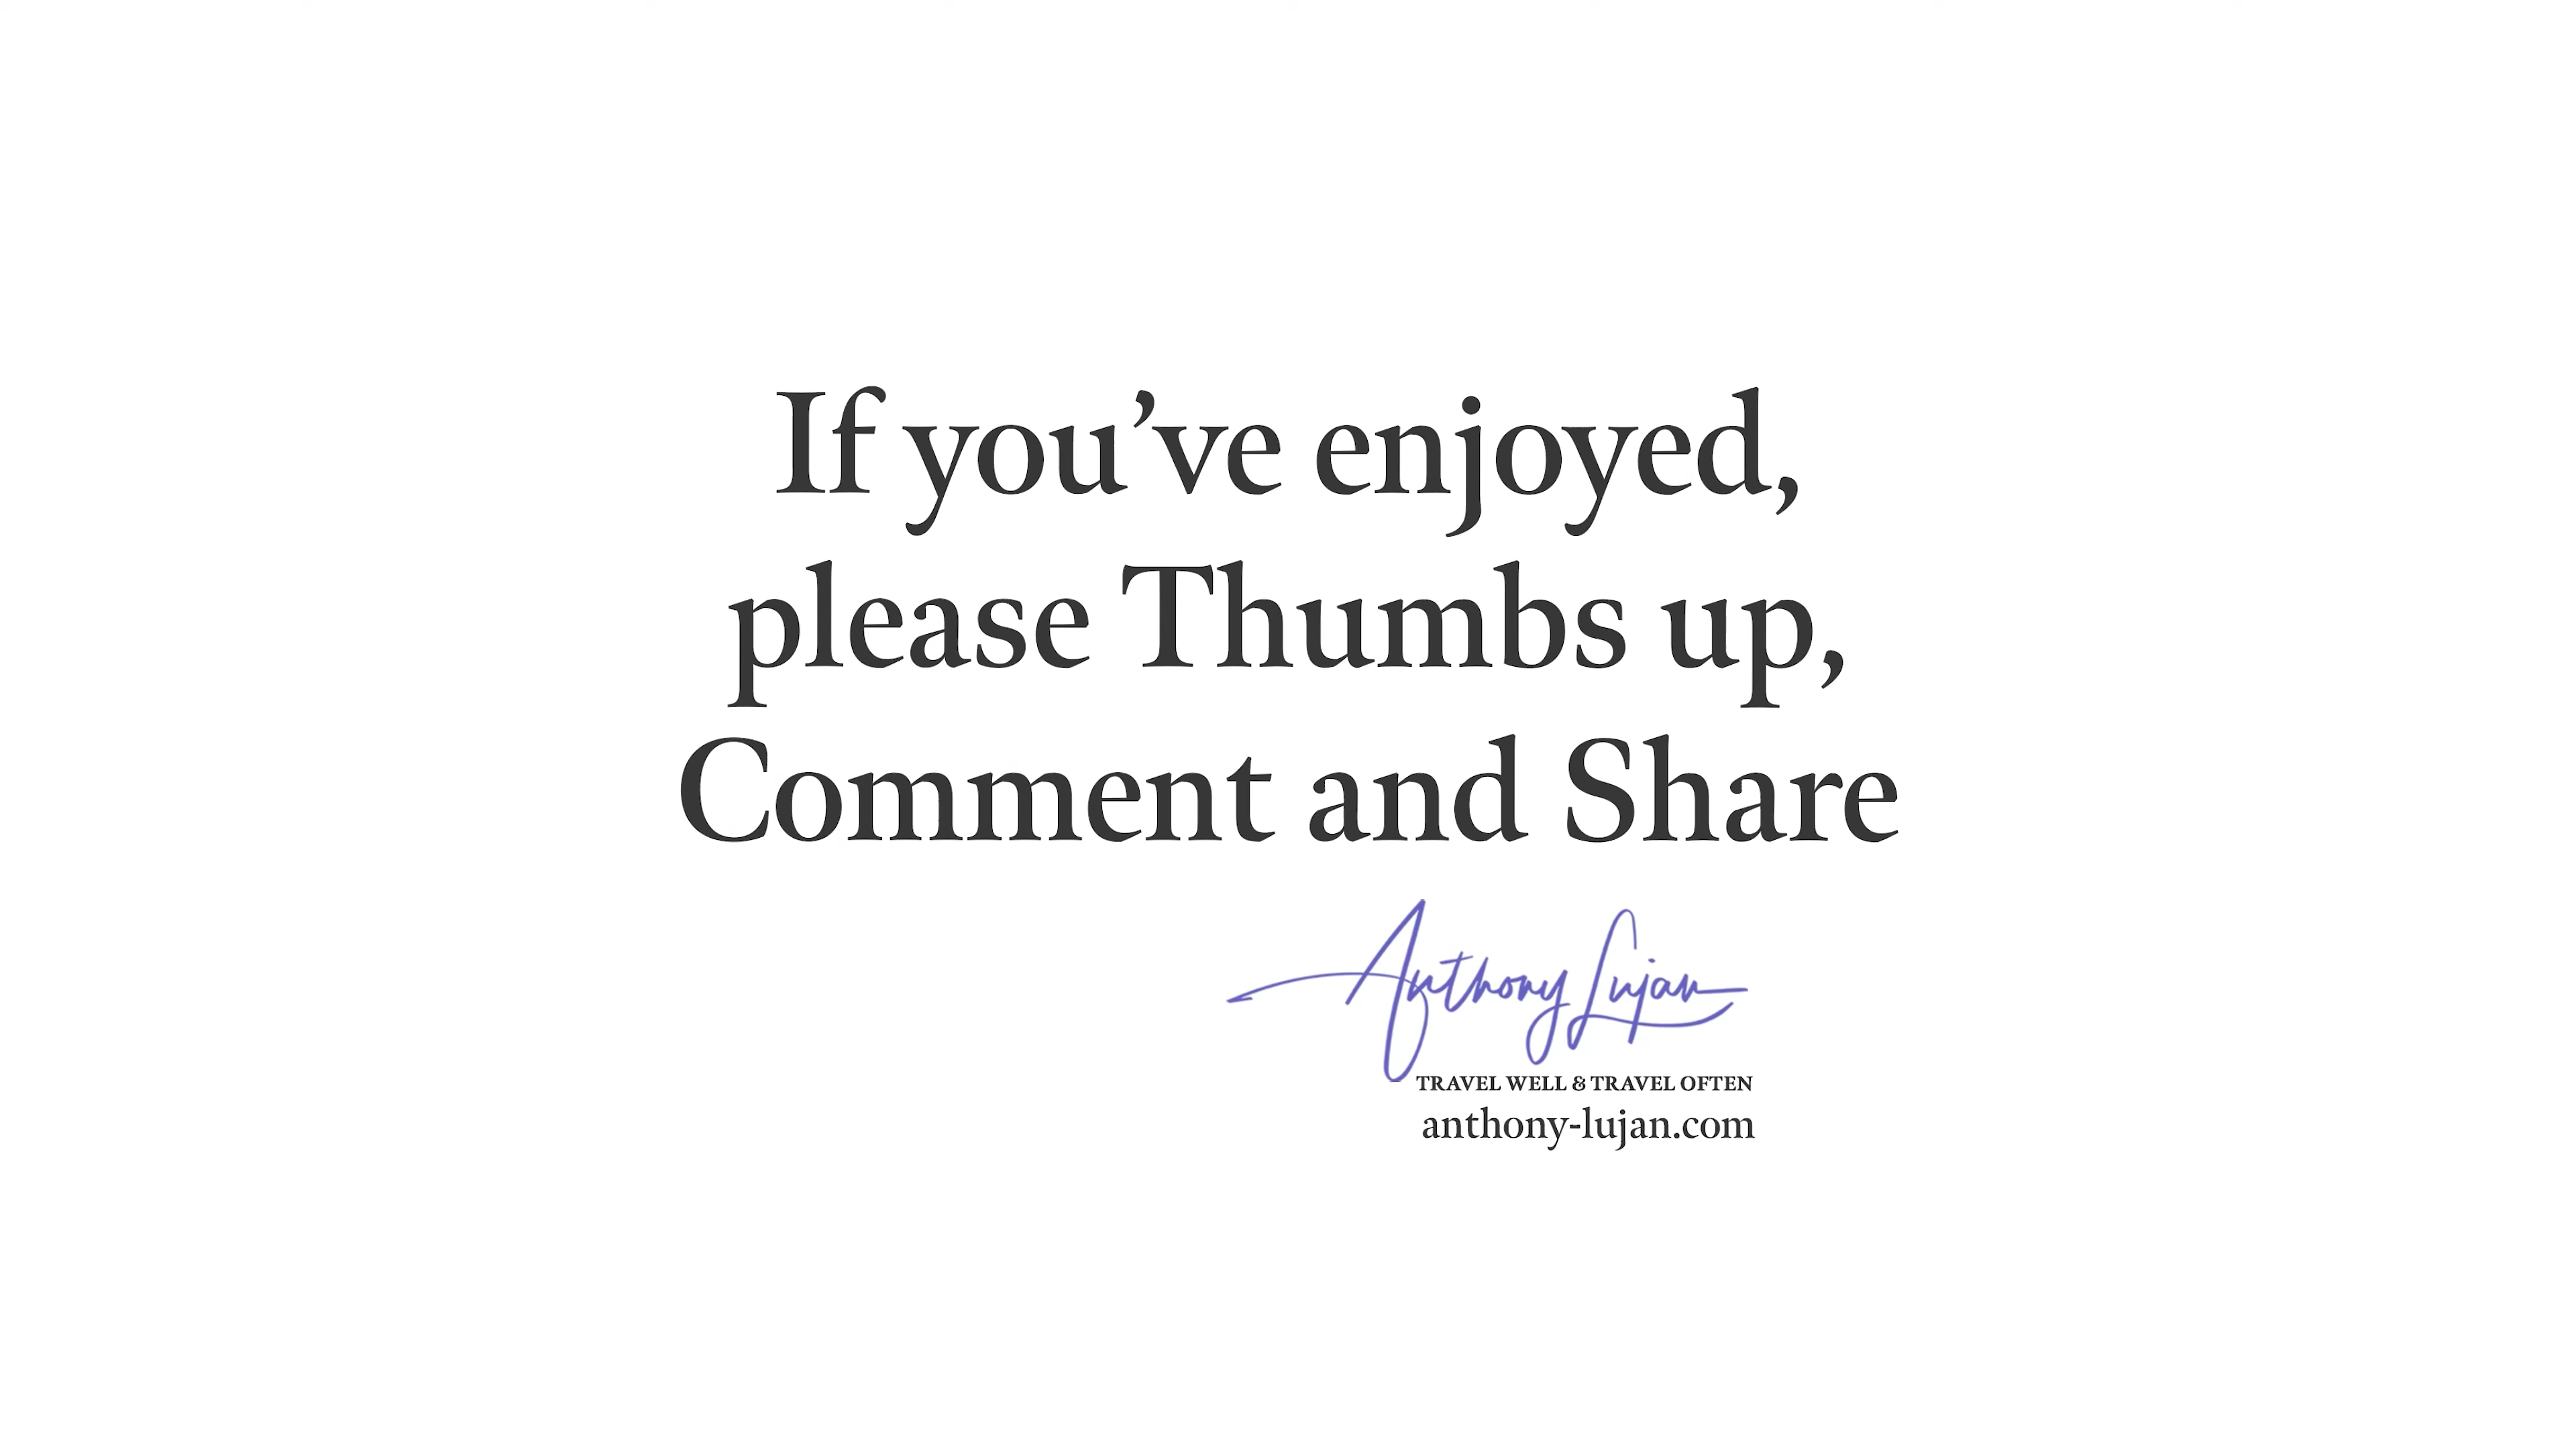 If you’ve enjoyed,
please Thumbs up,
Comment and Share
Anthony Lujan
TRAVEL WELL & TRAVEL OFTEN
anthony-lujan.com